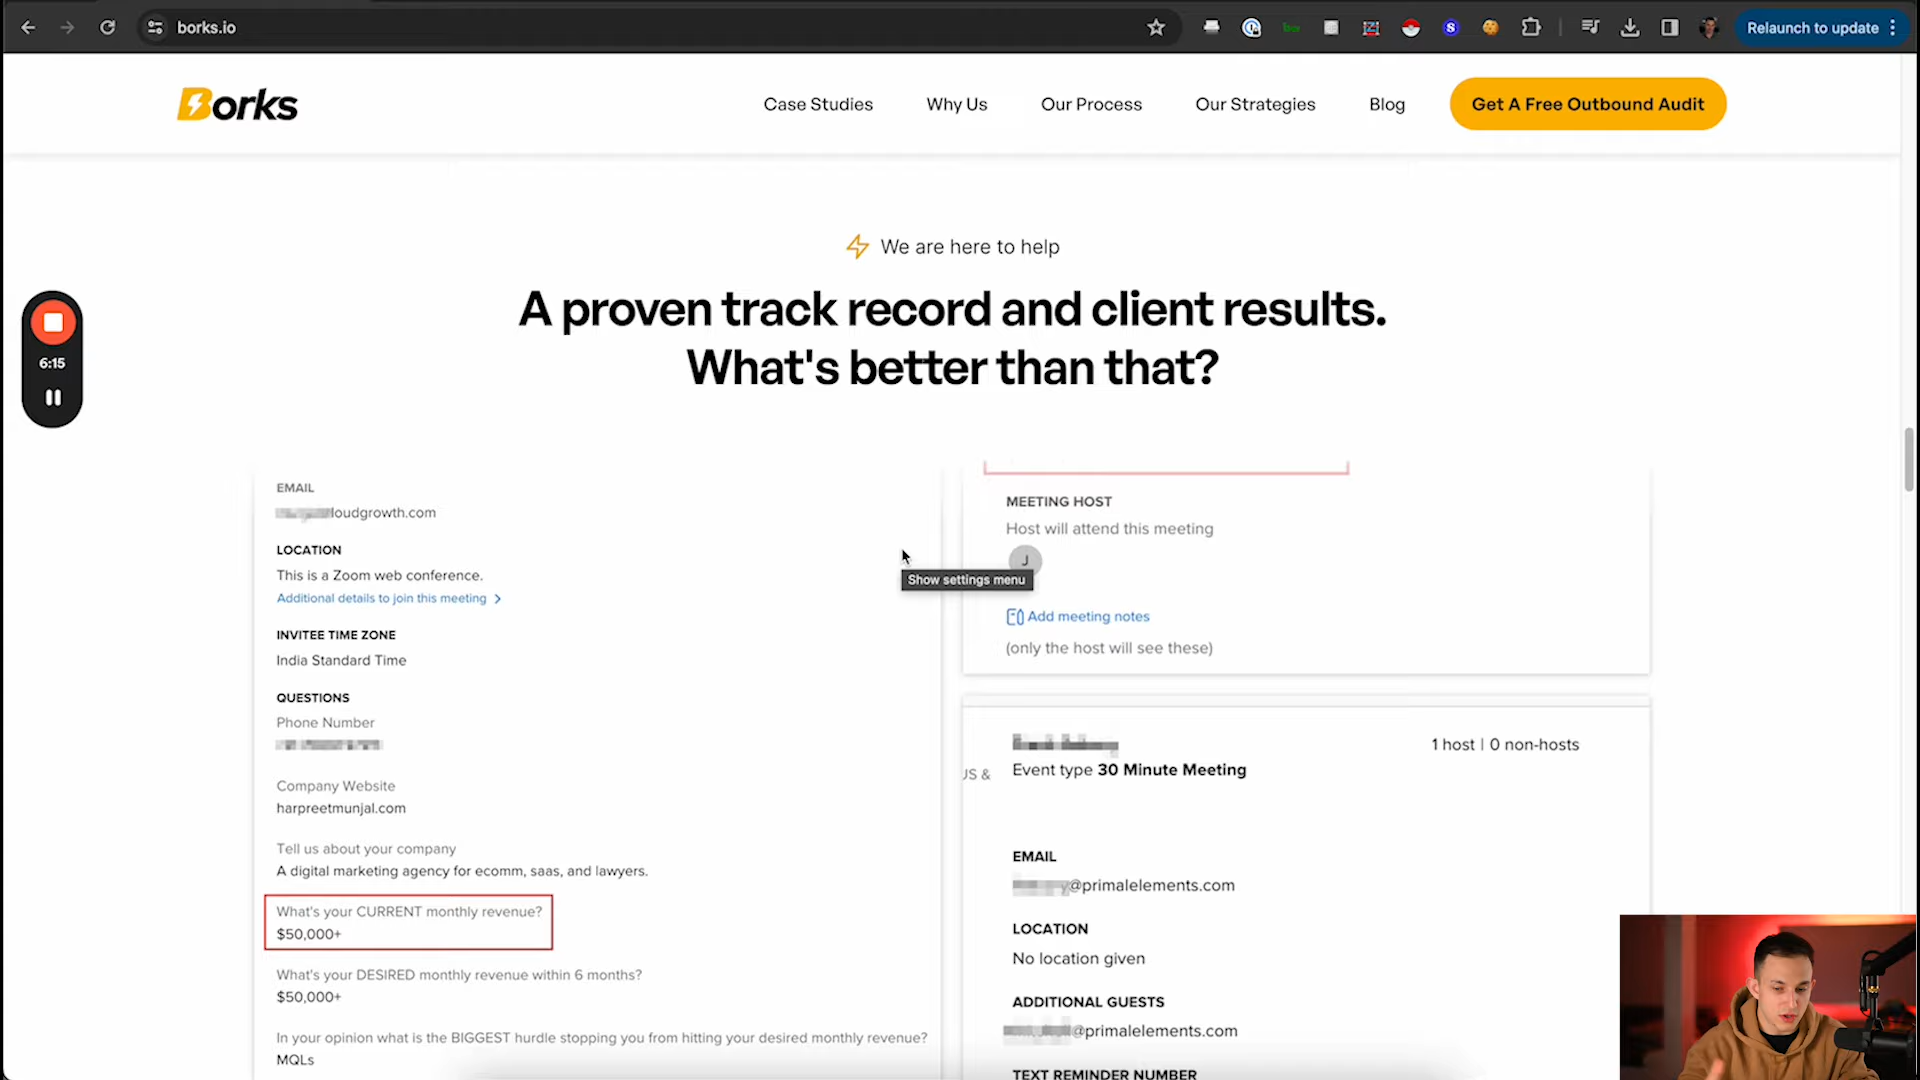 borks.io
Relaunch to update
Borks
Case Studies
Why Us
Our Process
Our Strategies
Blog
Get A Free Outbound Audit
We are here to help
A proven track record and client results.
What's better than that?
6:15
EMAIL
loudgrowth.com
LOCATION
This is a Zoom web conference.
Additional details to join this meeting
INVITEE TIME ZONE
India Standard Time
QUESTIONS
Phone Number
Company Website
harpreetmunjal.com
Tell us about your company
A digital marketing agency for ecomm, saas, and lawyers.
What's your CURRENT monthly revenue?
$50,000+
What's your DESIRED monthly revenue within 6 months?
$50,000+
In your opinion what is the BIGGEST hurdle stopping you from hitting your desired monthly revenue?
MQLs
MEETING HOST
Host will attend this meeting
J
Show settings menu
Add meeting notes
(only the host will see these)
1 host | 0 non-hosts
US &
Event type 30 Minute Meeting
EMAIL
@primalelements.com
LOCATION
No location given
ADDITIONAL GUESTS
@primalelements.com
TEXT REMINDER NUMBER